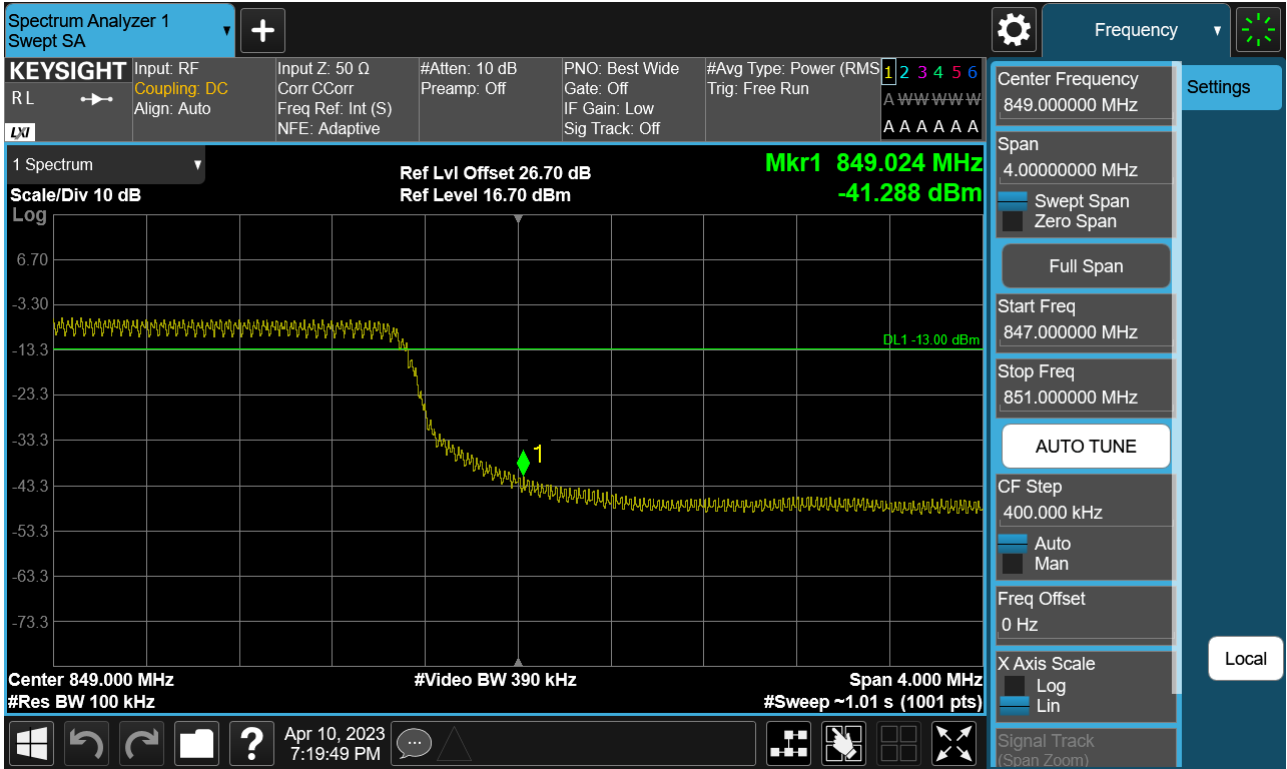 Spectrum Analyzer 1
Swept SA
+
Frequency
KEYSIGHT
R L
LXI
Input: RF
Coupling: DC
Align: Auto
Input Z: 50 Ω
Corr CCorr
Freq Ref: Int (S)
NFE: Adaptive
#Atten: 10 dB
Preamp: Off
PNO: Best Wide
Gate: Off
IF Gain: Low
Sig Track: Off
#Avg Type: Power (RMS
Trig: Free Run
1 2 3 4 5 6
A W W W W W
A A A A A A
1 Spectrum
Scale/Div 10 dB
Log
Ref Lvl Offset 26.70 dB
Ref Level 16.70 dBm
Mkr1 849.024 MHz
-41.288 dBm
6.70
-3.30
-13.3
-23.3
-33.3
-43.3
-53.3
-63.3
-73.3
DL1 -13.00 dBm
1
Center 849.000 MHz
#Video BW 390 kHz
Span 4.000 MHz
#Res BW 100 kHz
#Sweep ~1.01 s (1001 pts)
Center Frequency
849.000000 MHz
Span
4.00000000 MHz
Swept Span
Zero Span
Full Span
Start Freq
847.000000 MHz
Stop Freq
851.000000 MHz
AUTO TUNE
CF Step
400.000 kHz
Auto
Man
Freq Offset
0 Hz
X Axis Scale
Log
Lin
Signal Track
(Span Zoom)
Settings
Local
?
Apr 10, 2023
7:19:49 PM